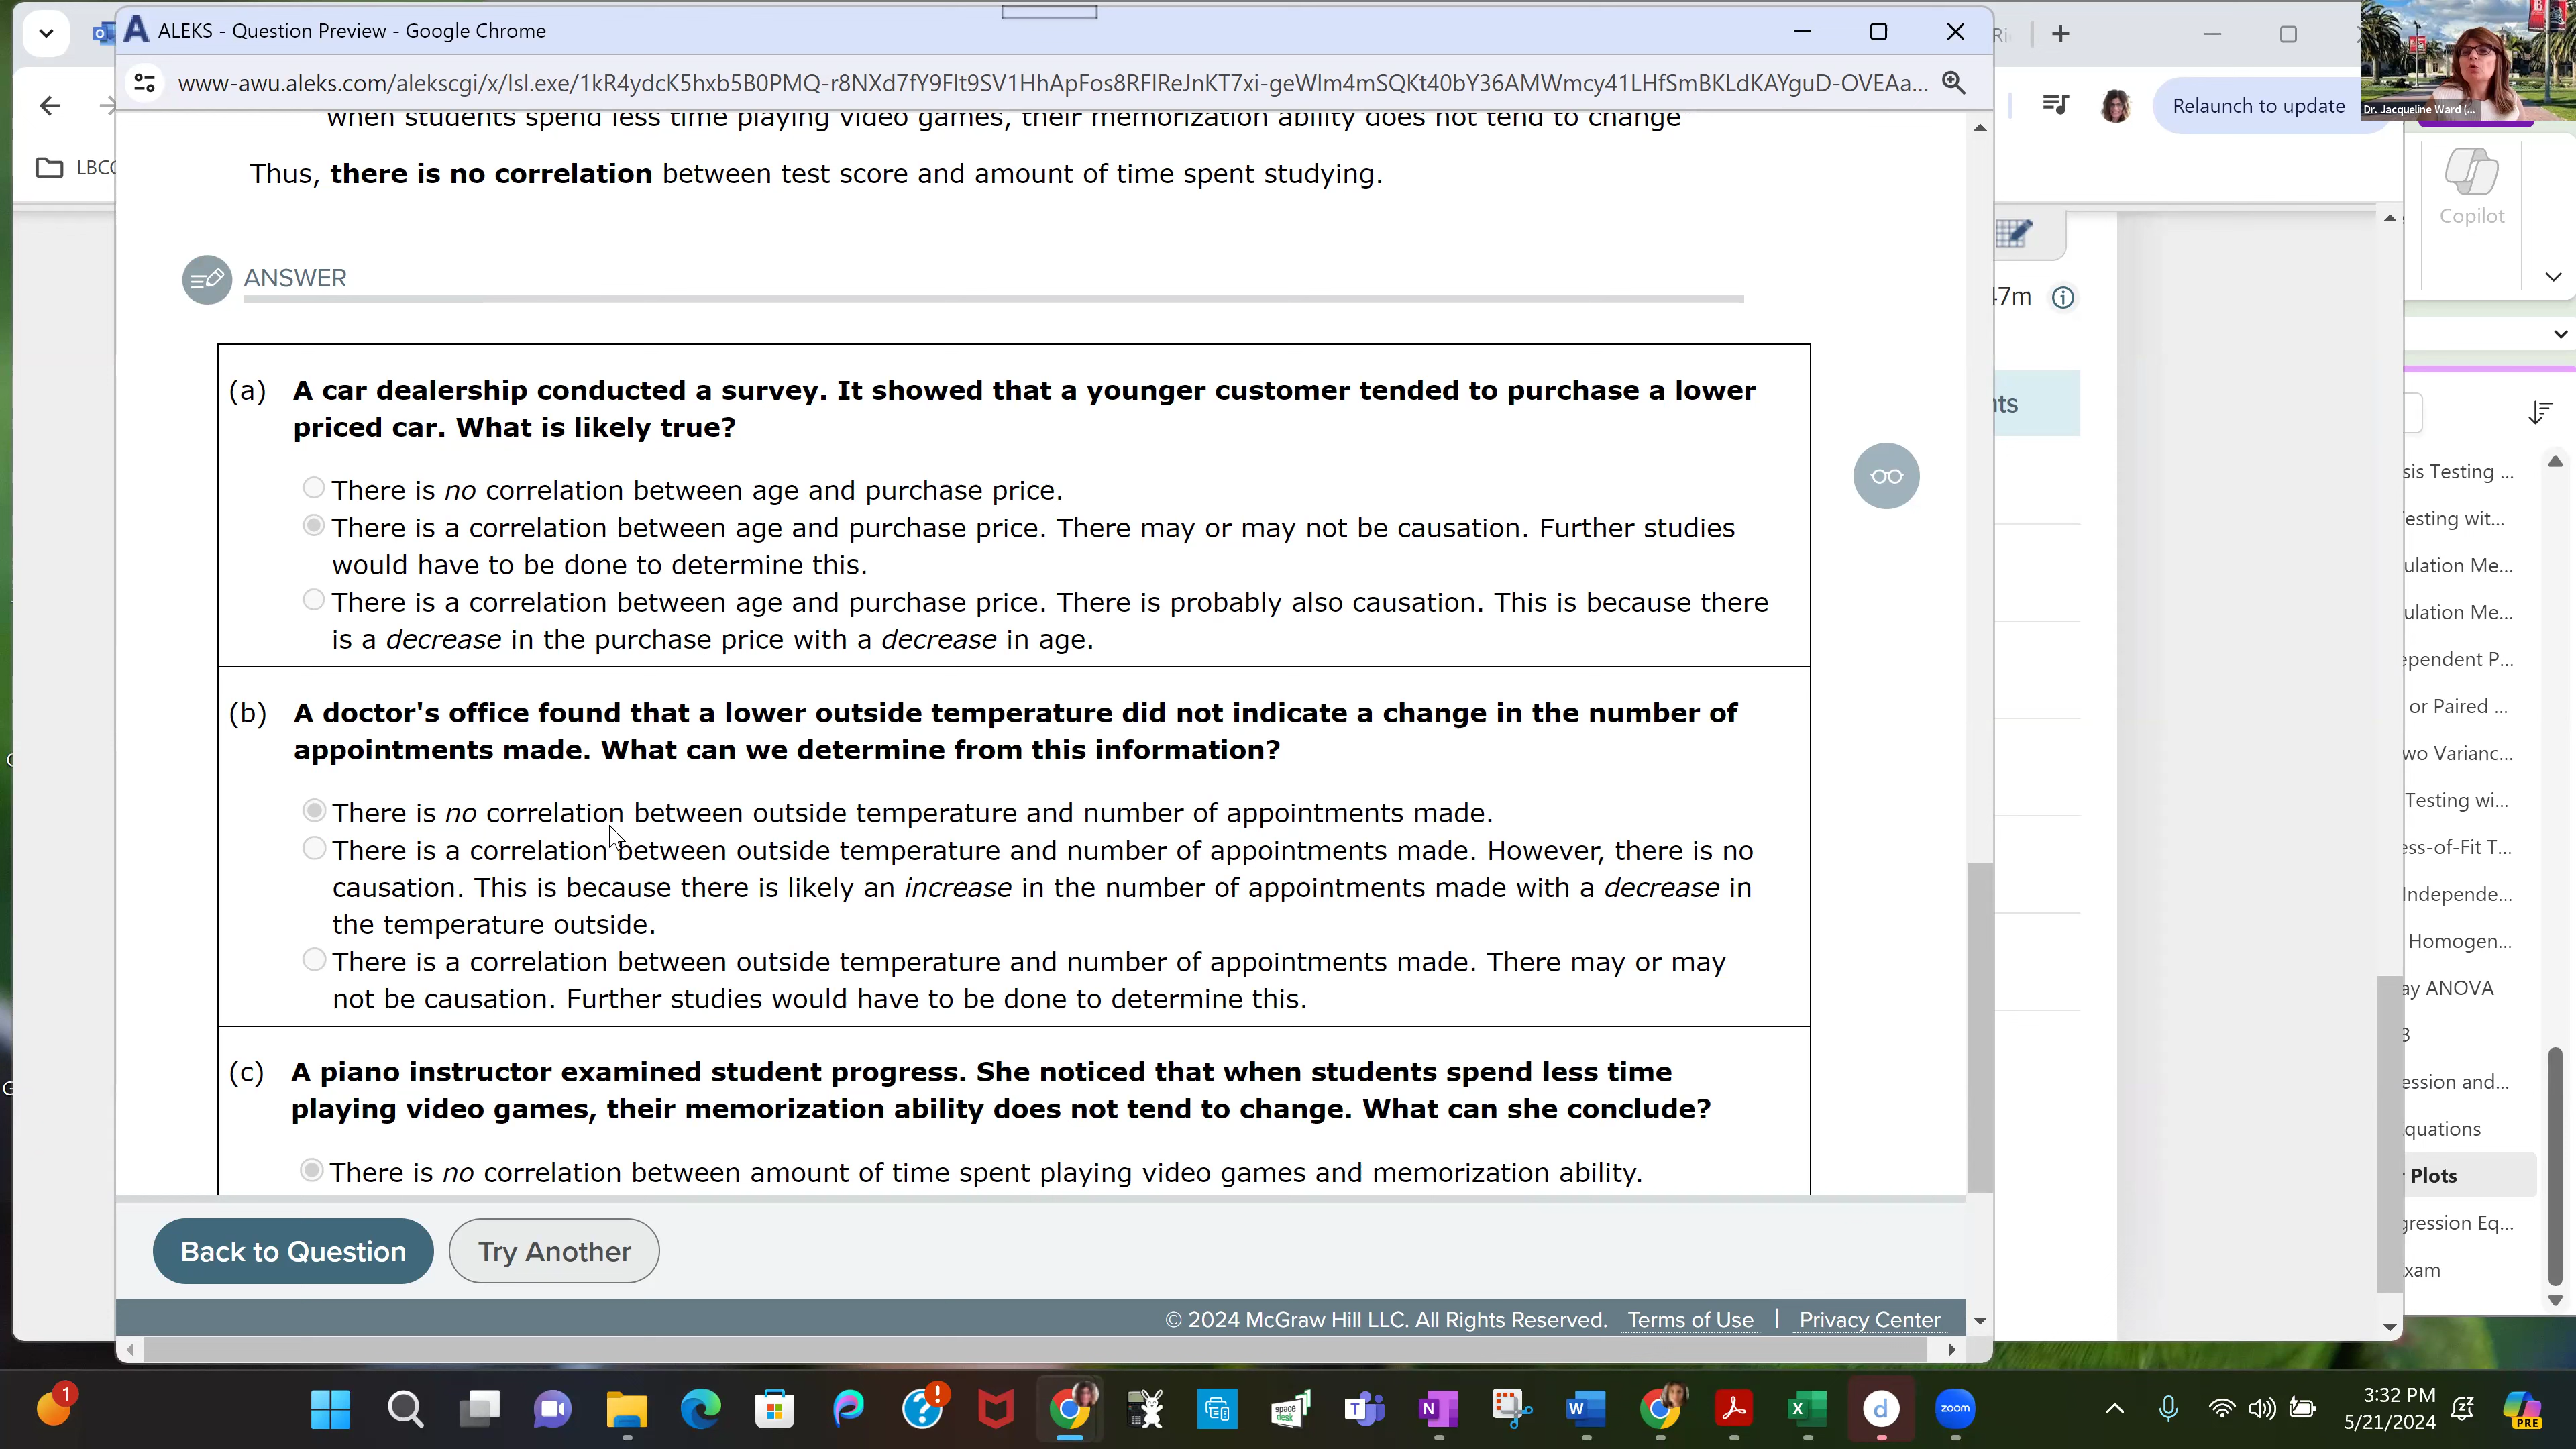 ALEKS - Question Preview - Google Chrome
www-awu.aleks.com/alekscgi/x/Isl.exe/1kR4ydcK5hxb5B0PMQ-r8NXd7fY9Flt9SV1HhApFos8RFlReJnKT7xi-geWlm4mSQKt40bY36AMWmcy41LHfSmBKLdKAYguD-OVEAa...
Relaunch to update
Dr. Jacqueline Ward (...
LBCC
Copilot
"when students spend less time playing video games, their memorization ability does not tend to change"
Thus, there is no correlation between test score and amount of time spent studying.
47m
ANSWER
nts
(a) A car dealership conducted a survey. It showed that a younger customer tended to purchase a lower
priced car. What is likely true?
There is no correlation between age and purchase price.
There is a correlation between age and purchase price. There may or may not be causation. Further studies
would have to be done to determine this.
There is a correlation between age and purchase price. There is probably also causation. This is because there
is a decrease in the purchase price with a decrease in age.
(b) A doctor's office found that a lower outside temperature did not indicate a change in the number of
appointments made. What can we determine from this information?
There is no correlation between outside temperature and number of appointments made.
There is a correlation between outside temperature and number of appointments made. However, there is no
causation. This is because there is likely an increase in the number of appointments made with a decrease in
the temperature outside.
There is a correlation between outside temperature and number of appointments made. There may or may
not be causation. Further studies would have to be done to determine this.
(c) A piano instructor examined student progress. She noticed that when students spend less time
playing video games, their memorization ability does not tend to change. What can she conclude?
There is no correlation between amount of time spent playing video games and memorization ability.
sis Testing ...
esting wit...
ulation Me...
ulation Me...
ependent P...
or Paired ...
wo Varianc...
Testing wi...
ess-of-Fit T...
Independe...
Homogen...
ay ANOVA
3
ession and...
quations
Plots
gression Eq...
xam
Back to Question
Try Another
© 2024 McGraw Hill LLC. All Rights Reserved. Terms of Use | Privacy Center
1
space
desk
zoom
3:32 PM
5/21/2024
PRE